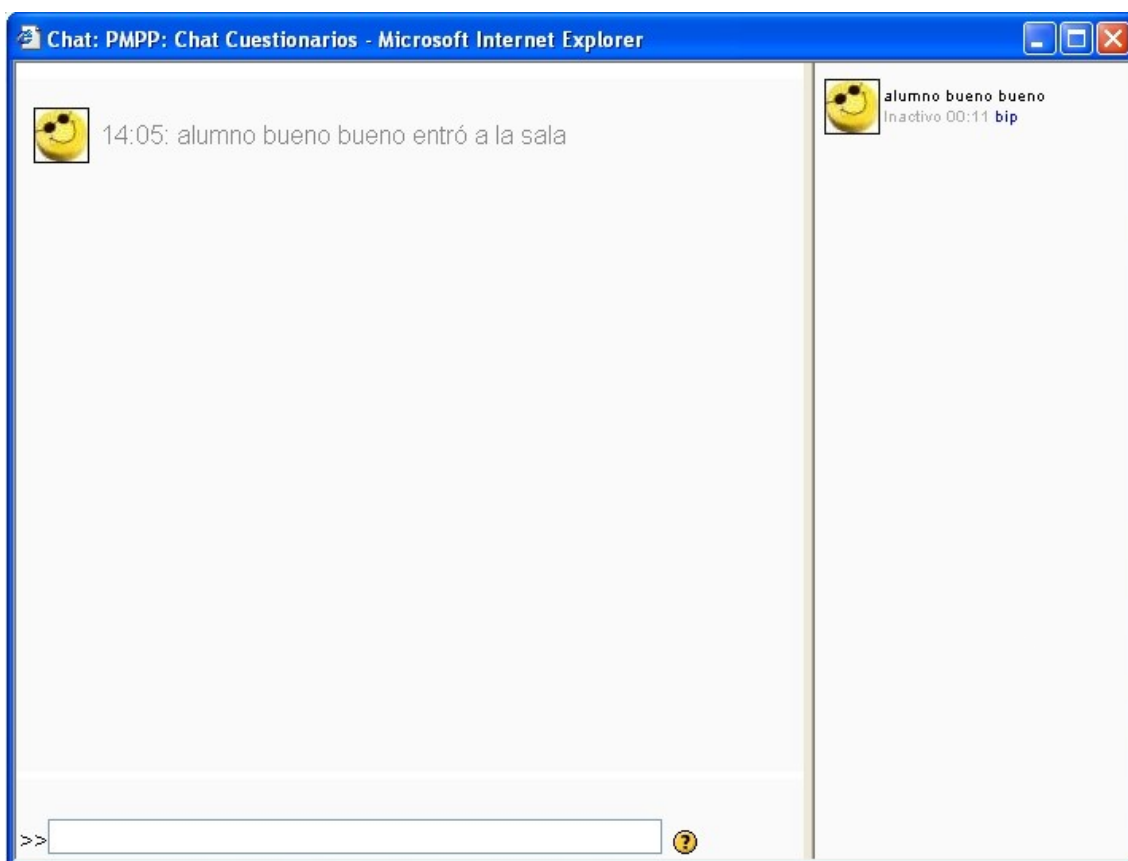 Chat: PMPP: Chat Cuestionarios - Microsoft Internet Explorer
14:05: alumno bueno bueno entró a la sala
alumno bueno bueno
Inactivo 00:11 bip
>>
?